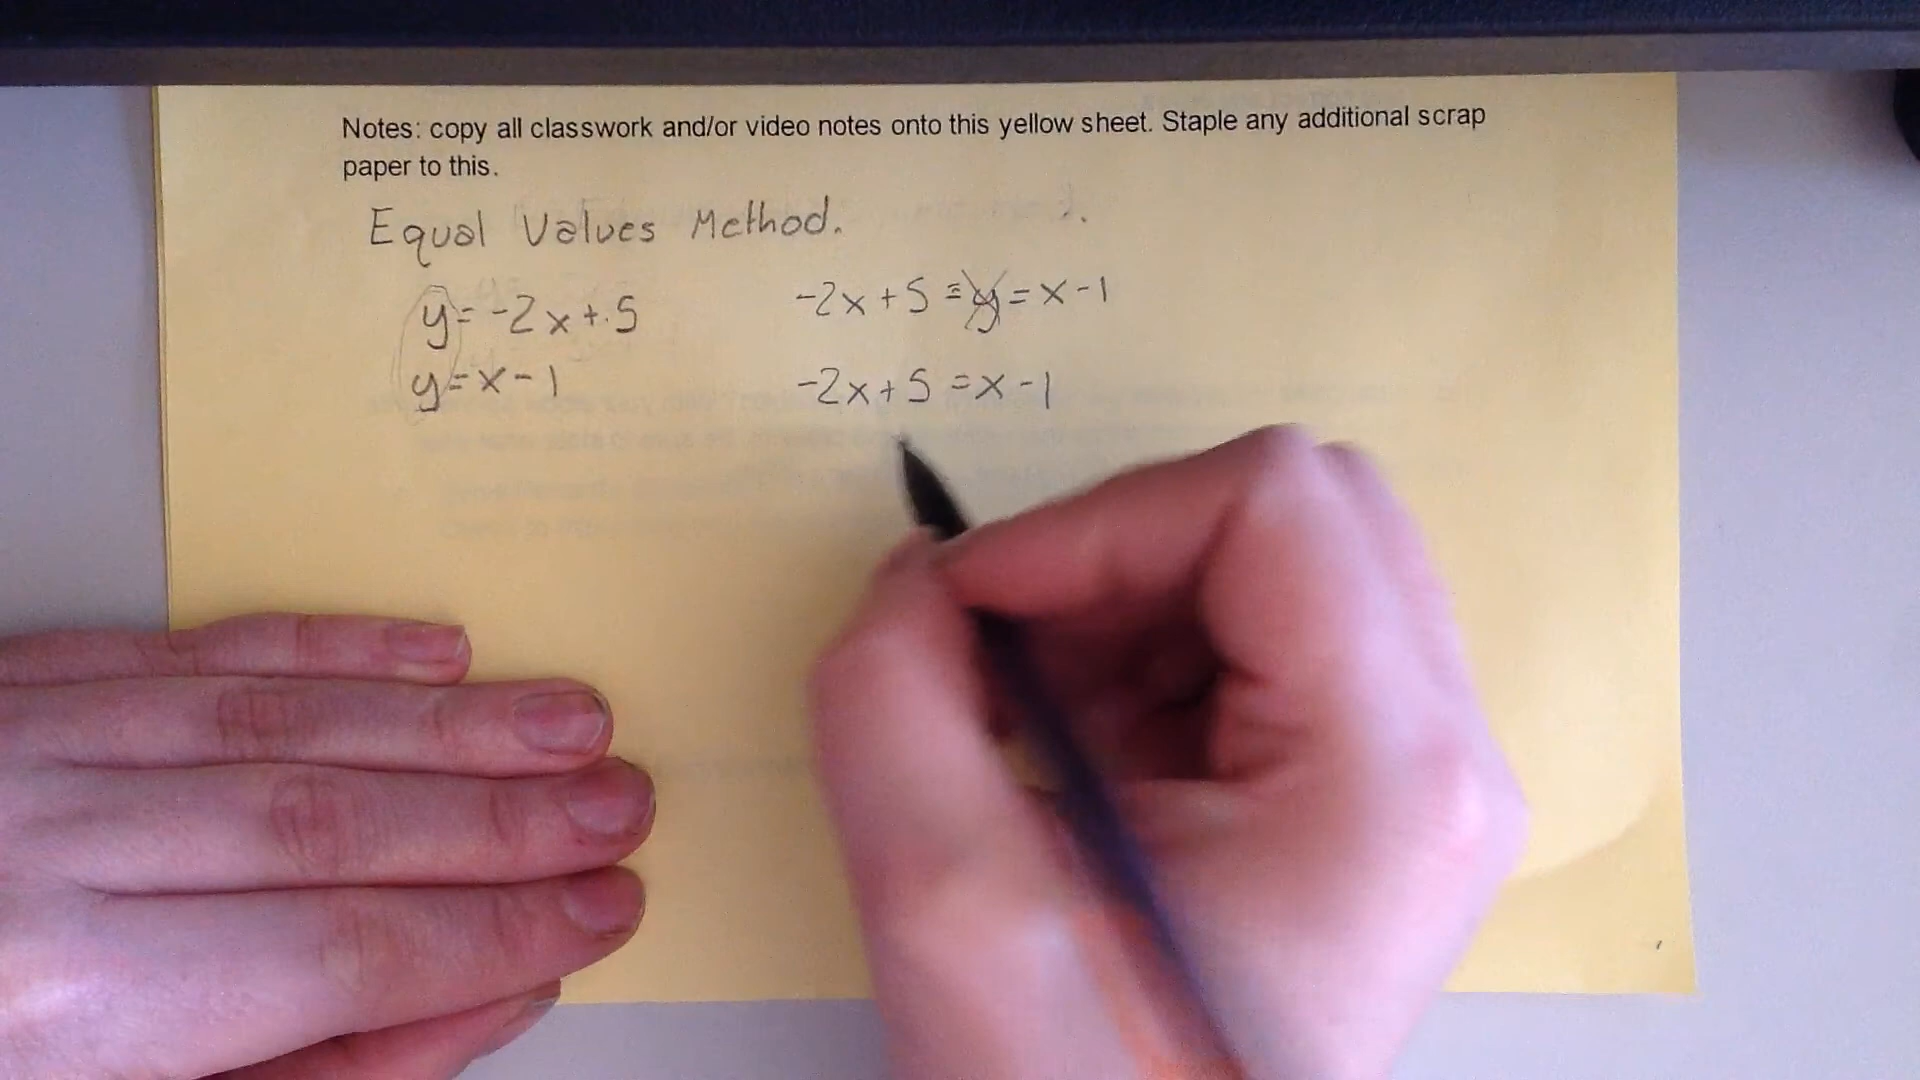 Notes: copy all classwork and/or video notes onto this yellow sheet. Staple any additional scrap
paper to this.
Equal Values Method.
y = -2x + 5
y = x - 1
-2x + 5 = y = x - 1
-2x + 5 = x - 1